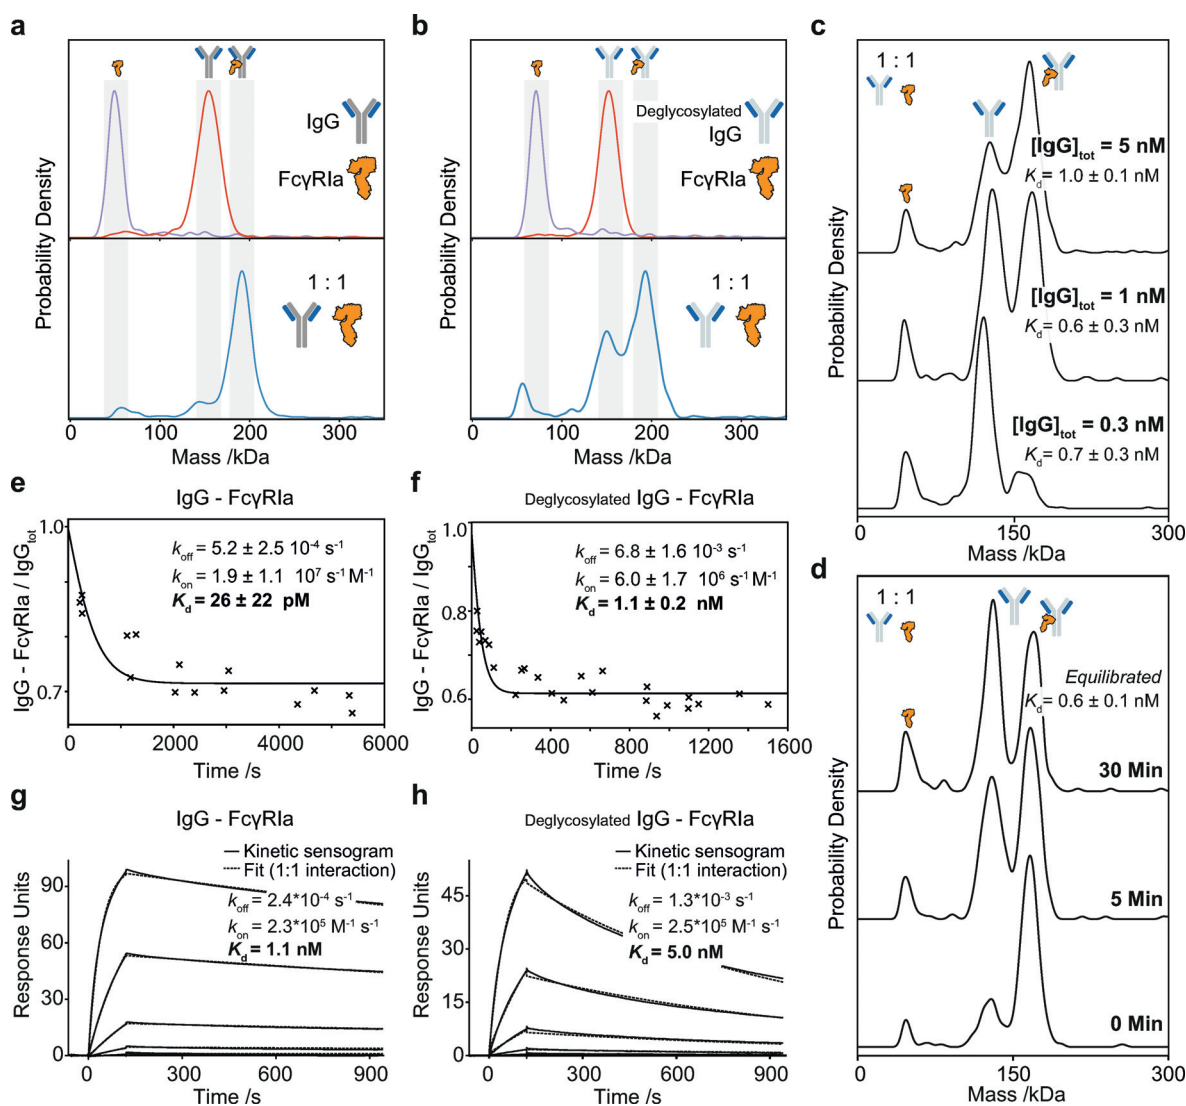 a
IgG
FcγRIa
Probability Density
Probability Density
1 : 1
0 100 200 300
Mass /kDa
b
Deglycosylated
IgG
FcγRIa
1 : 1
0 100 200 300
Mass /kDa
c
1 : 1
[IgG]tot = 5 nM
Kd= 1.0 ± 0.1 nM
[IgG]tot = 1 nM
Kd= 0.6 ± 0.3 nM
[IgG]tot = 0.3 nM
Kd= 0.7 ± 0.3 nM
Probability Density
0 150 300
Mass /kDa
d
1 : 1
Equilibrated
Kd= 0.6 ± 0.1 nM
30 Min
5 Min
0 Min
Probability Density
0 150 300
Mass /kDa
e
IgG - FcγRIa
koff = 5.2 ± 2.5 10-4 s-1
kon = 1.9 ± 1.1 107 s-1 M-1
Kd = 26 ± 22 pM
IgG - FcγRIa / IgGtot
1.0
0.7
0 2000 4000 6000
Time /s
f
Deglycosylated IgG - FcγRIa
koff = 6.8 ± 1.6 10-3 s-1
kon = 6.0 ± 1.7 106 s-1 M-1
Kd = 1.1 ± 0.2 nM
IgG - FcγRIa / IgGtot
1.0
0.8
0.6
0 400 800 1200 1600
Time /s
g
IgG - FcγRIa
Kinetic sensogram
Fit (1:1 interaction)
koff = 2.4*10-4 s-1
kon = 2.3*105 M-1 s-1
Kd = 1.1 nM
Response Units
90
60
30
0
0 300 600 900
Time /s
h
Deglycosylated IgG - FcγRIa
Kinetic sensogram
Fit (1:1 interaction)
koff = 1.3*10-3 s-1
kon = 2.5*105 M-1 s-1
Kd = 5.0 nM
Response Units
45
30
15
0
0 300 600 900
Time /s